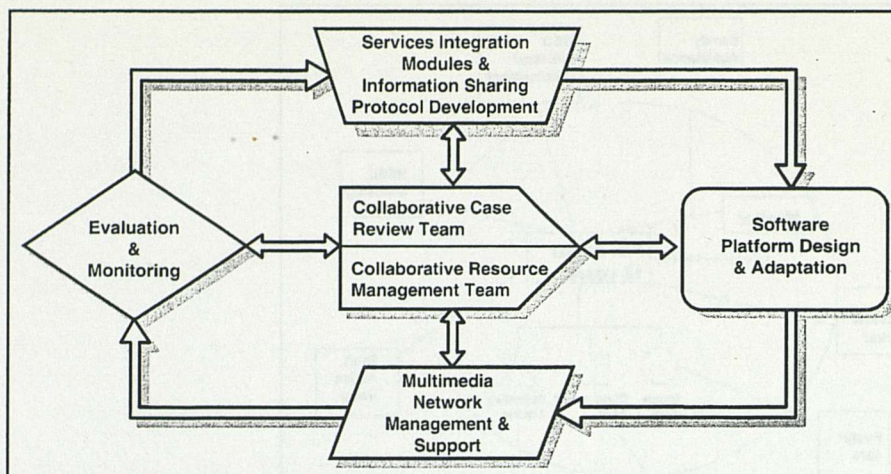 Services Integration
Modules &
Information Sharing
Protocol Development
Evaluation
&
Monitoring
Collaborative Case
Review Team
Collaborative Resource
Management Team
Software
Platform Design
& Adaptation
Multimedia
Network
Management &
Support